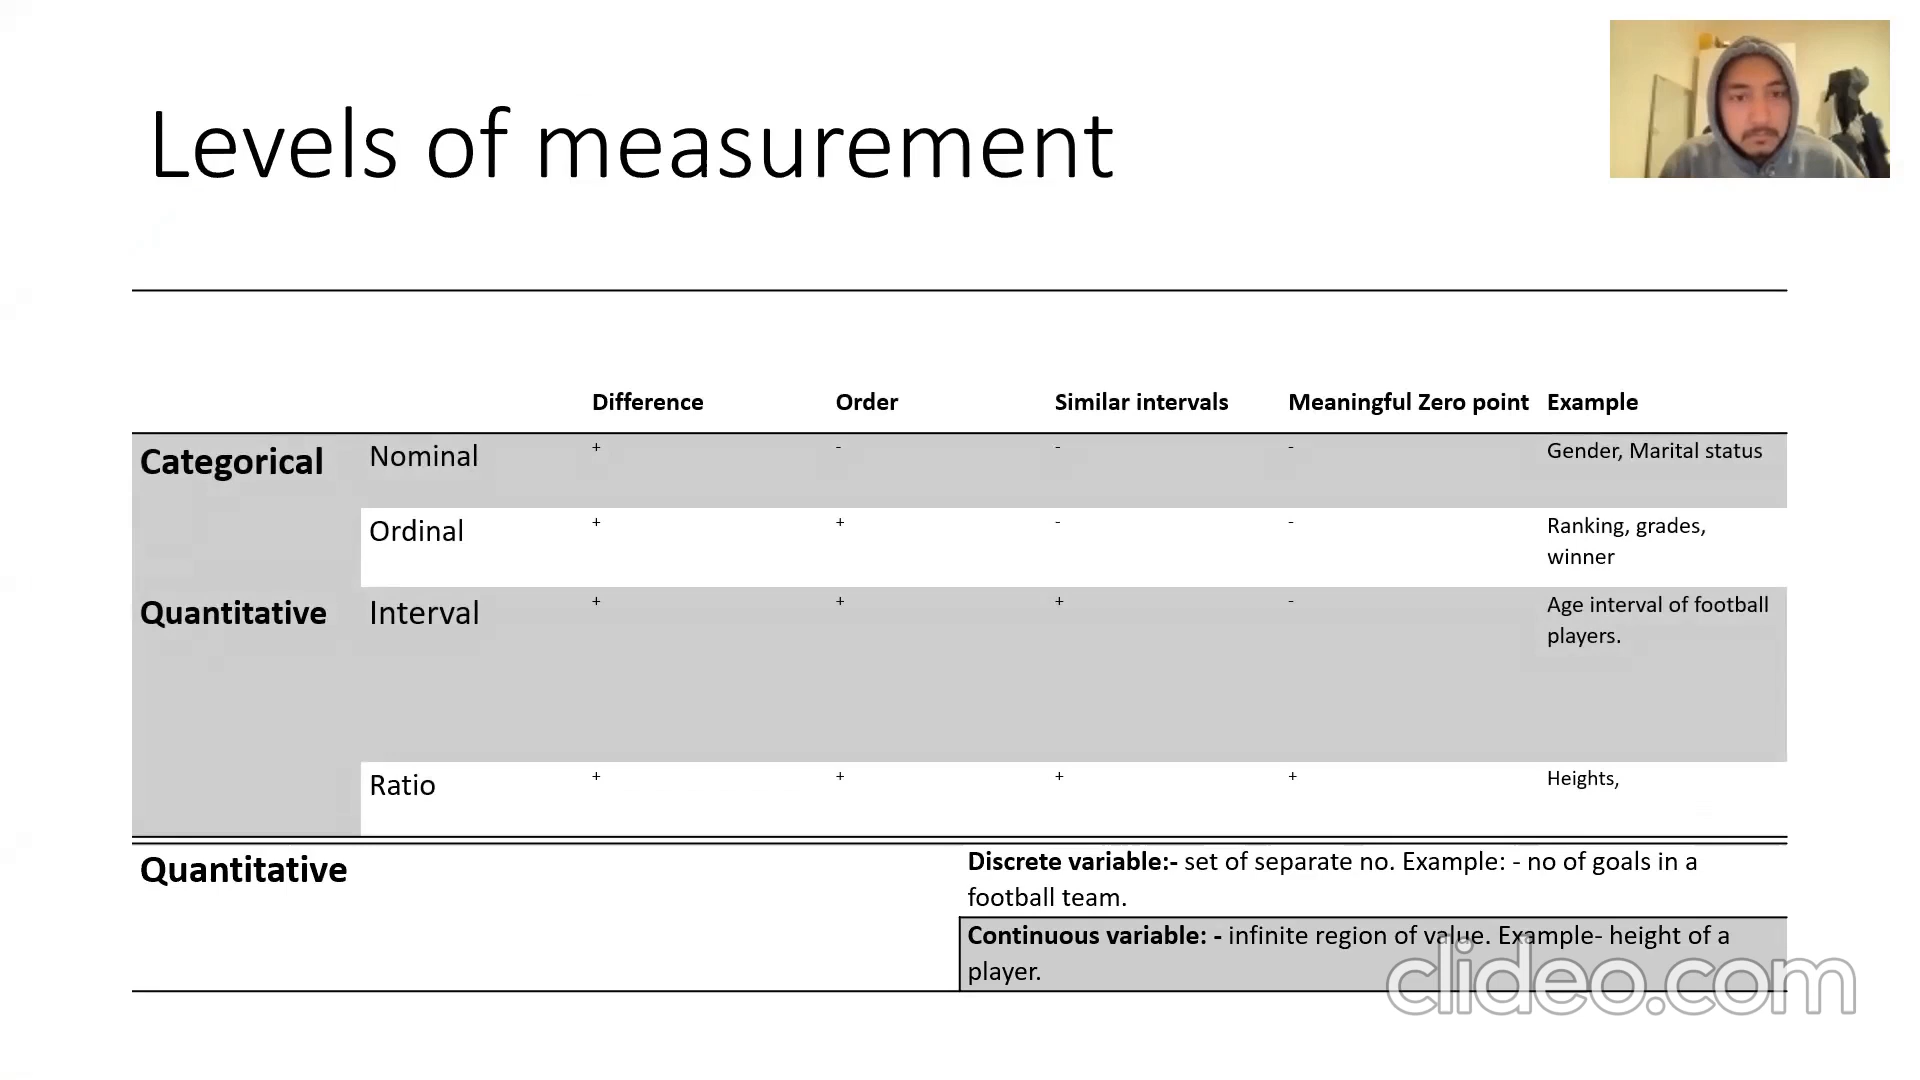 Levels of measurement
Difference Order Similar intervals Meaningful Zero point Example
Categorical Nominal + - - - Gender, Marital status
Ordinal + + - - Ranking, grades,
winner
Quantitative Interval + + + - Age interval of football
players.
Ratio + + + + Heights,
Quantitative Discrete variable:- set of separate no. Example: - no of goals in a
football team.
Continuous variable: - infinite region of value. Example- height of a
player.
clideo.com